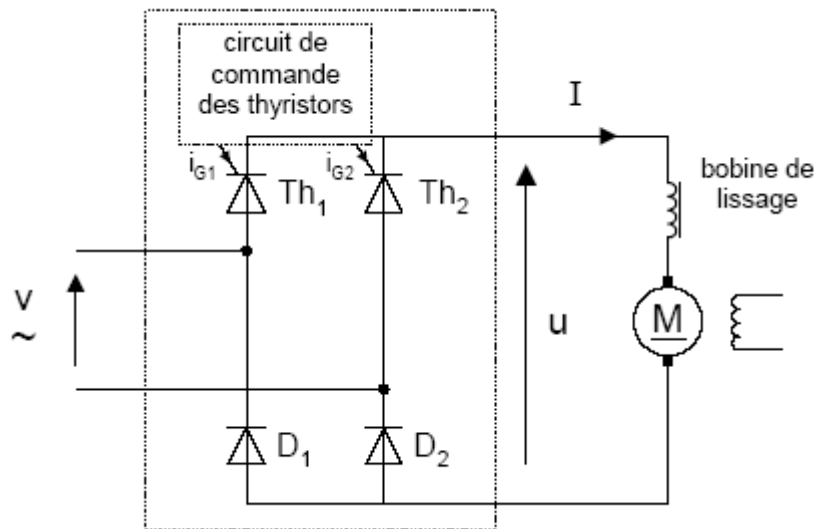 circuit de
commande
des thyristors
I
iG1
iG2
Th1
Th2
bobine de
lissage
v
~
u
M
D1
D2